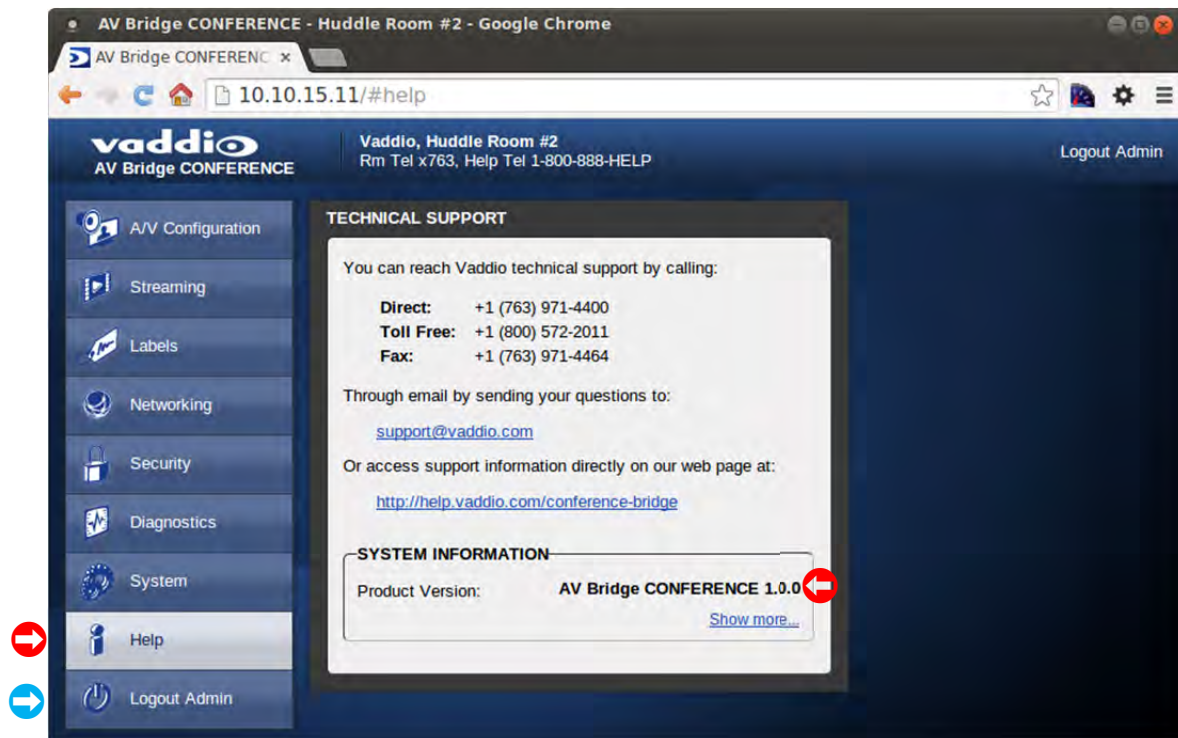 AV Bridge CONFERENCE - Huddle Room #2 - Google Chrome
AV Bridge CONFERENC
10.10.15.11/#help
vaddio
AV Bridge CONFERENCE
Vaddio, Huddle Room #2
Rm Tel x763, Help Tel 1-800-888-HELP
Logout Admin
A/V Configuration
Streaming
Labels
Networking
Security
Diagnostics
System
Help
Logout Admin
TECHNICAL SUPPORT
You can reach Vaddio technical support by calling:
Direct: +1 (763) 971-4400
Toll Free: +1 (800) 572-2011
Fax: +1 (763) 971-4464
Through email by sending your questions to:
support@vaddio.com
Or access support information directly on our web page at:
http://help.vaddio.com/conference-bridge
SYSTEM INFORMATION
Product Version: AV Bridge CONFERENCE 1.0.0
Show more...